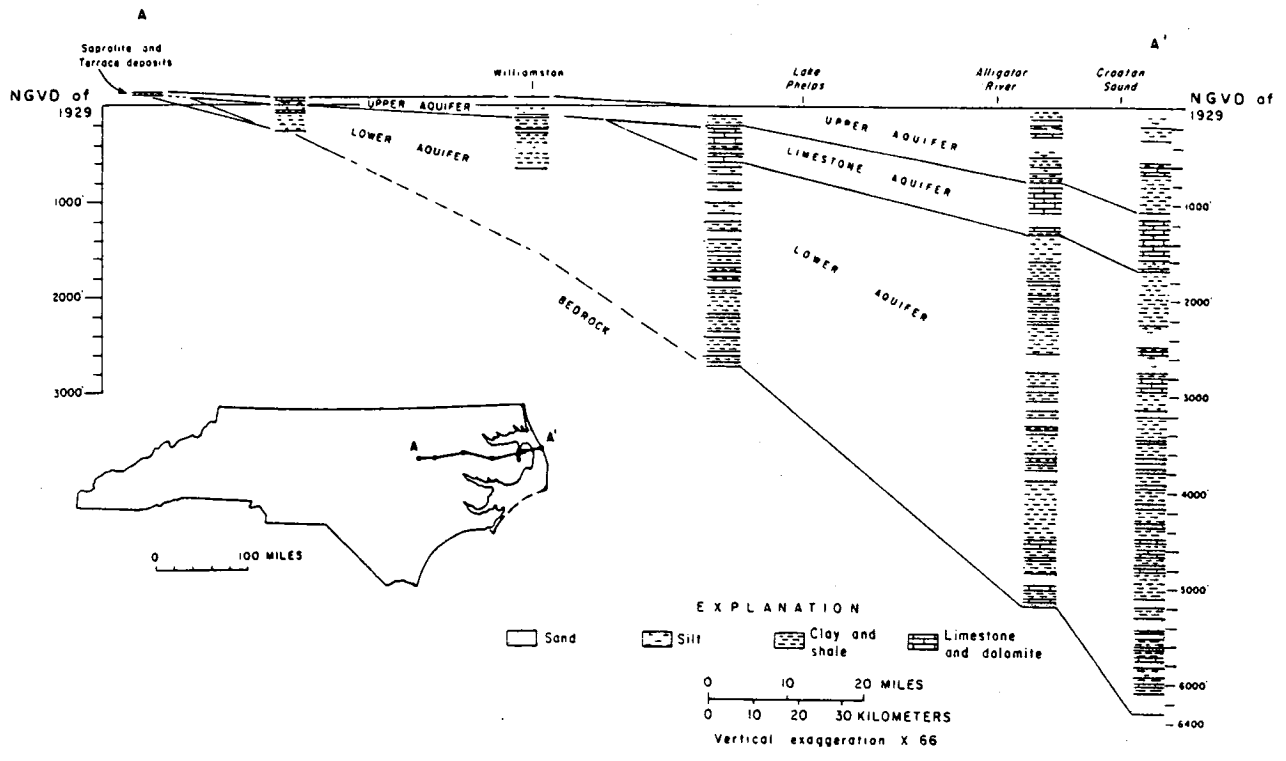 A
A'
Saprolite and
Terrace deposits
Williamston
Lake
Phelps
Alligator
River
Croatan
Sound
NGVD of
1929
NGVD of
1929
UPPER AQUIFER
LOWER AQUIFER
UPPER AQUIFER
LIMESTONE AQUIFER
LOWER AQUIFER
BEDROCK
1000'
2000'
3000'
1000'
2000'
3000
4000'
5000'
6000'
6400
A
A'
0 100 MILES
EXPLANATION
Sand
Silt
Clay and
shale
Limestone
and dolomite
0 10 20 MILES
0 10 20 30 KILOMETERS
Vertical exaggeration X 66